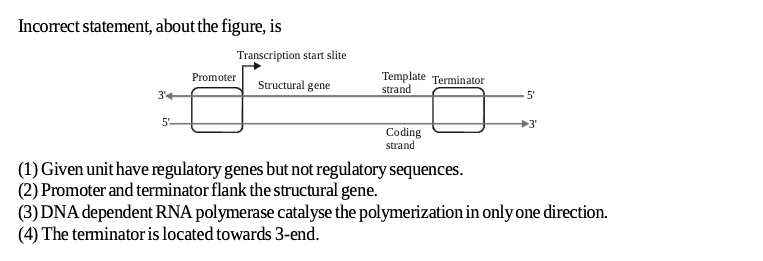 Incorrect statement, about the figure, is
Transcription start slite
Promoter
Structural gene
Template Terminator
strand
3'
5'
5'
3'
Coding
strand
(1) Given unit have regulatory genes but not regulatory sequences.
(2) Promoter and terminator flank the structural gene.
(3) DNA dependent RNA polymerase catalyse the polymerization in only one direction.
(4) The terminator is located towards 3-end.